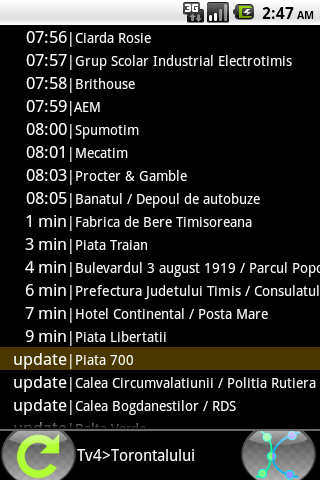 3G 2:47 AM
07:56|Ciarda Rosie
07:57|Grup Scolar Industrial Electrotimis
07:58|Brithouse
07:59|AEM
08:00|Spumotim
08:01|Mecatim
08:03|Procter & Gamble
08:05|Banatul / Depoul de autobuze
1 min|Fabrica de Bere Timisoreana
3 min|Piata Traian
4 min|Bulevardul 3 august 1919 / Parcul Popo
6 min|Prefectura Judetului Timis / Consulatul
7 min|Hotel Continental / Posta Mare
9 min|Piata Libertatii
update|Piata 700
update|Calea Circumvalatiunii / Politia Rutiera
update|Calea Bogdanestilor / RDS
update|Balta Verde
Tv4>Torontalului